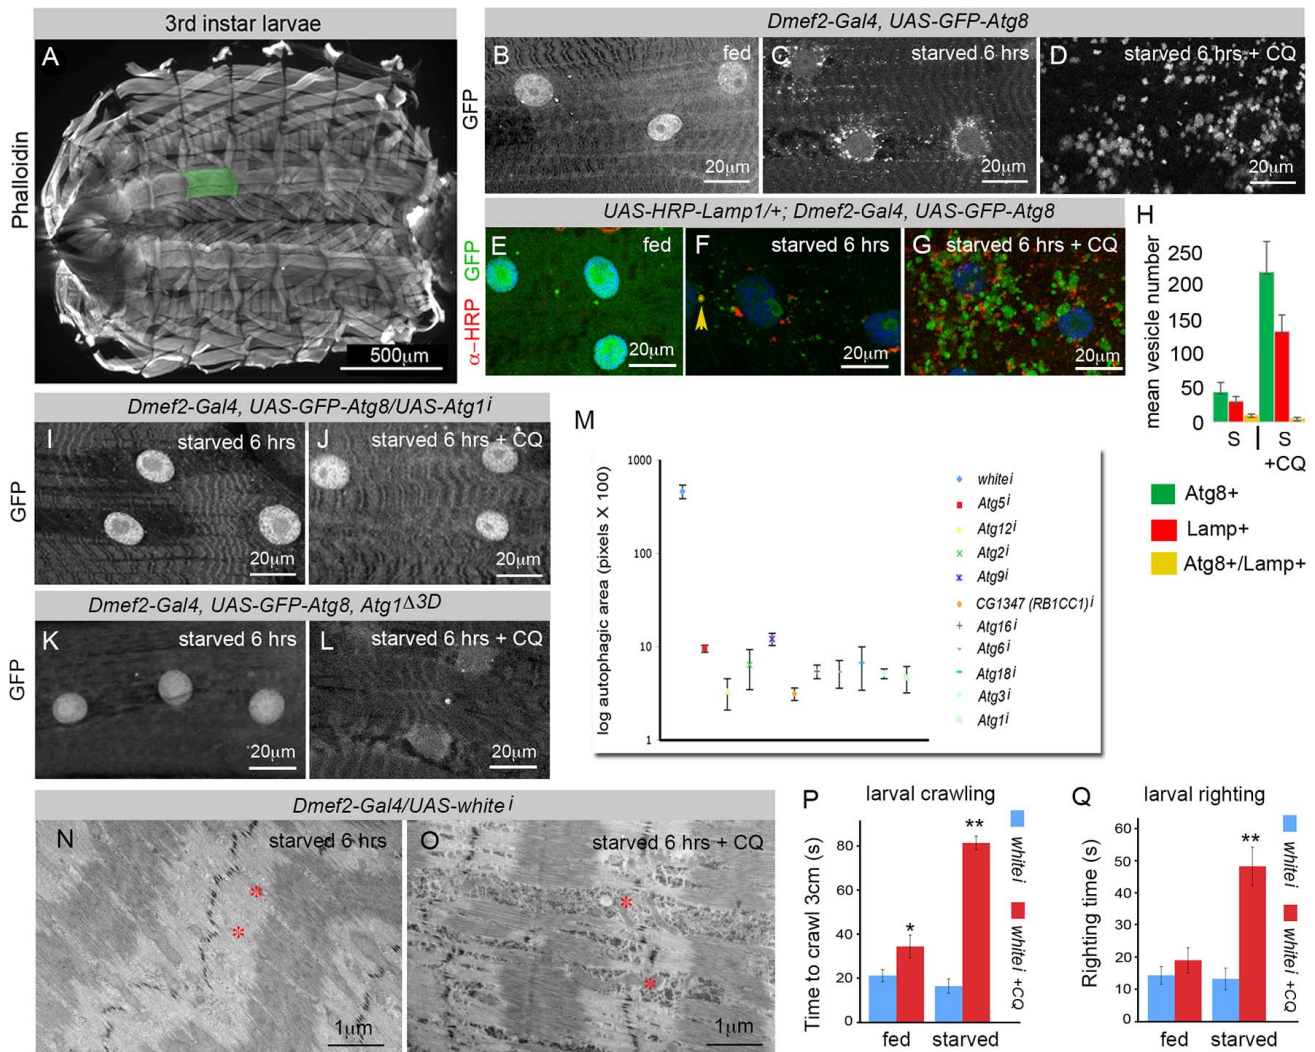 3rd instar larvae
A
Phalloidin
500μm
Dmef2-Gal4, UAS-GFP-Atg8
GFP
B
fed
20μm
C
starved 6 hrs
20μm
D
starved 6 hrs + CQ
20μm
UAS-HRP-Lamp1/+; Dmef2-Gal4, UAS-GFP-Atg8
α-HRP GFP
E
fed
20μm
F
starved 6 hrs
20μm
G
starved 6 hrs + CQ
20μm
H
mean vesicle number
250
200
150
100
50
0
S
S
+CQ
Atg8+
Lamp+
Atg8+/Lamp+
Dmef2-Gal4, UAS-GFP-Atg8/UAS-Atg1i
GFP
I
starved 6 hrs
20μm
J
starved 6 hrs + CQ
20μm
Dmef2-Gal4, UAS-GFP-Atg8, Atg1Δ3D
GFP
K
starved 6 hrs
20μm
L
starved 6 hrs + CQ
20μm
M
log autophagic area (pixels X 100)
1000
100
10
1
whitei
Atg5i
Atg12i
Atg2i
Atg9i
CG1347 (RB1CC1)i
Atg16i
Atg6i
Atg18i
Atg3i
Atg1i
Dmef2-Gal4/UAS-whitei
N
starved 6 hrs
*
*
1μm
O
starved 6 hrs + CQ
*
*
1μm
P
larval crawling
Time to crawl 3cm (s)
80
60
40
20
0
*
**
fed
starved
whitei
whitei +CQ
Q
larval righting
Righting time (s)
60
50
40
30
20
10
0
**
fed
starved
whitei
whitei +CQ